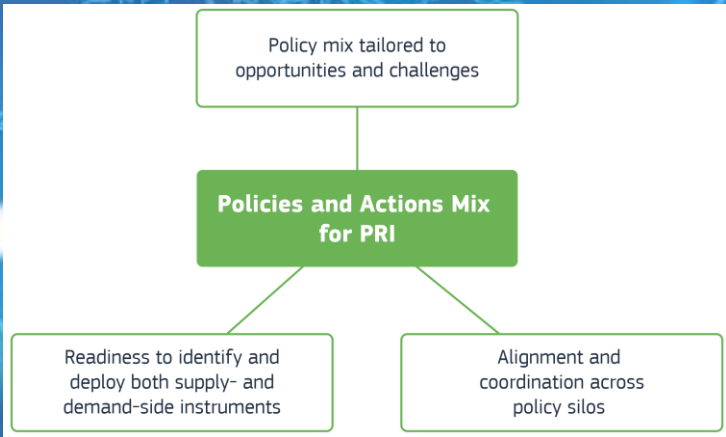 Policy mix tailored to
opportunities and challenges
Policies and Actions Mix
for PRI
Readiness to identify and
deploy both supply- and
demand-side instruments
Alignment and
coordination across
policy silos